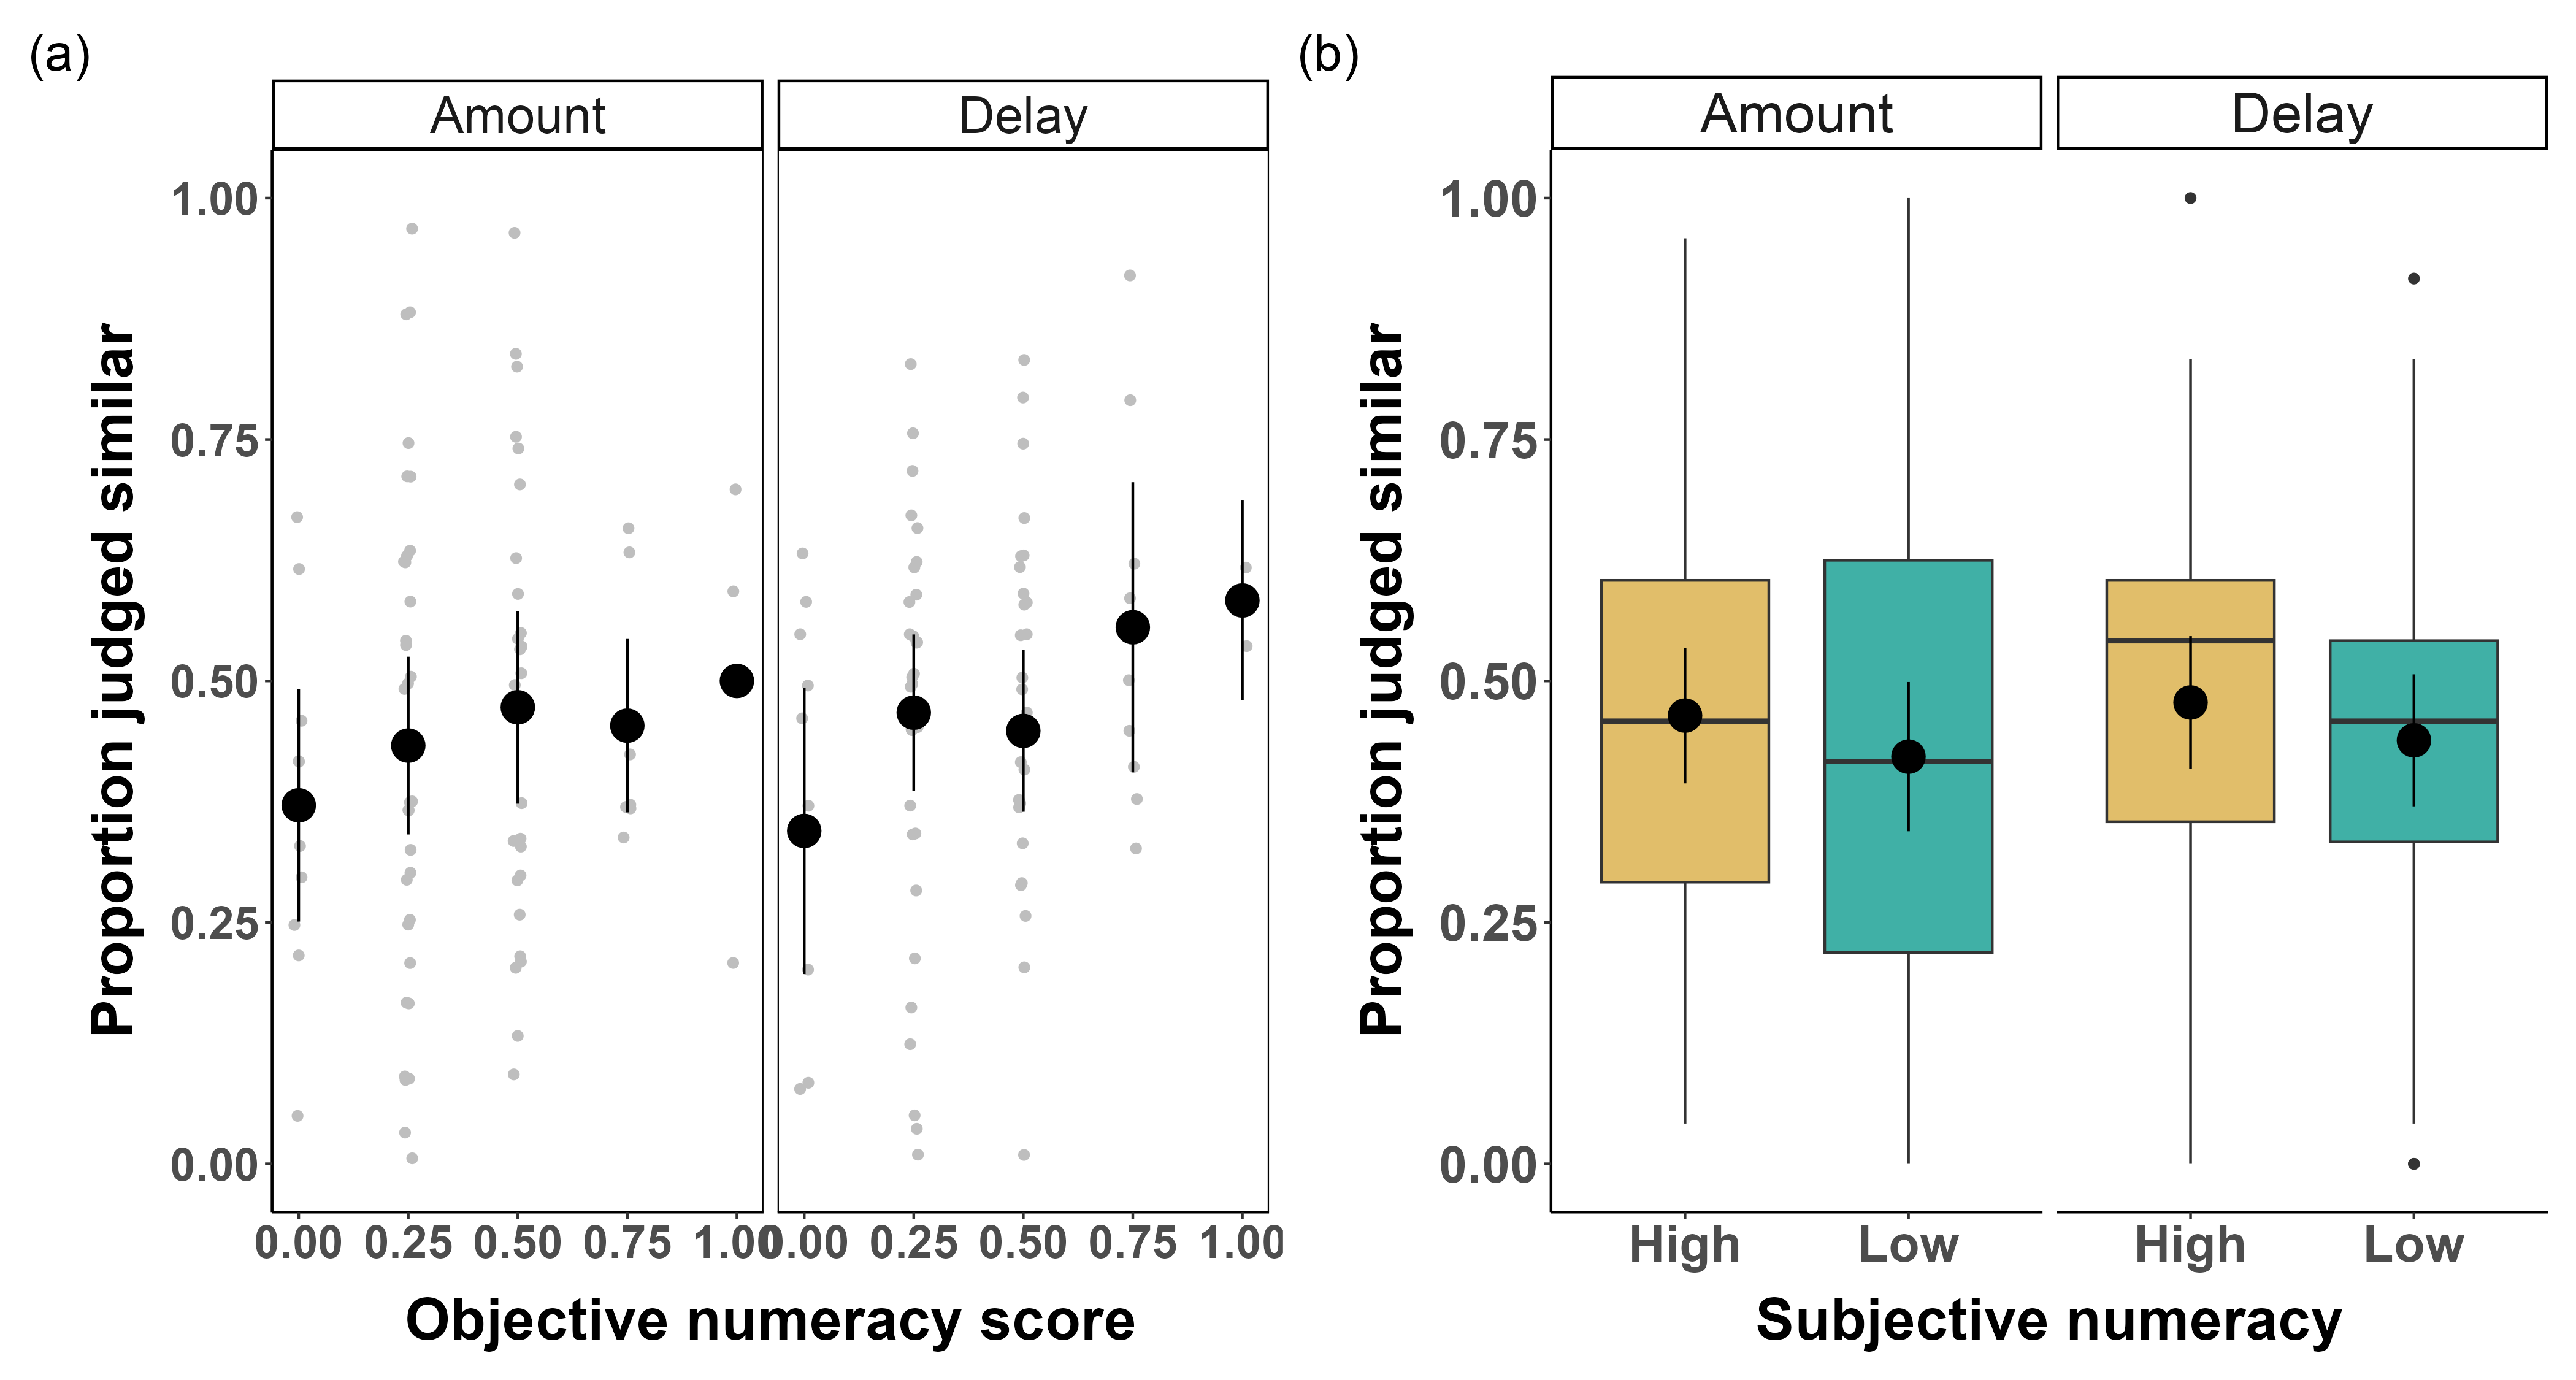 (a)
Amount Delay
Proportion judged similar
1.00
0.75
0.50
0.25
0.00
0.00 0.25 0.50 0.75 1.00 0.00 0.25 0.50 0.75 1.00
Objective numeracy score
(b)
Amount Delay
Proportion judged similar
1.00
0.75
0.50
0.25
0.00
High Low High Low
Subjective numeracy